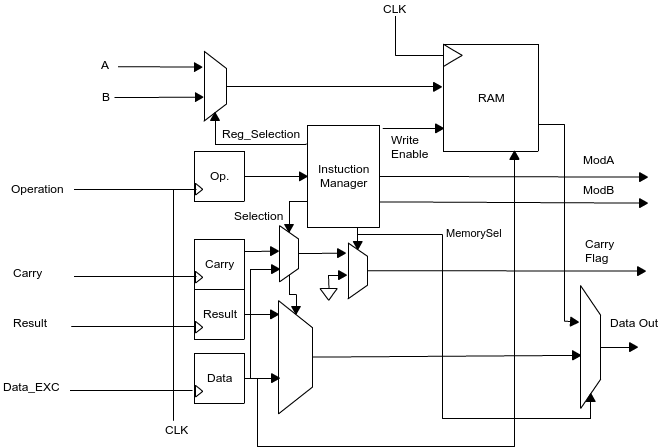 CLK
A
B
RAM
Reg_Selection
Write
Enable
Instuction
Manager
Op.
ModA
ModB
Operation
Selection
MemorySel
Carry
Flag
Carry
Carry
Result
Result
Data Out
Data
Data_EXC
CLK